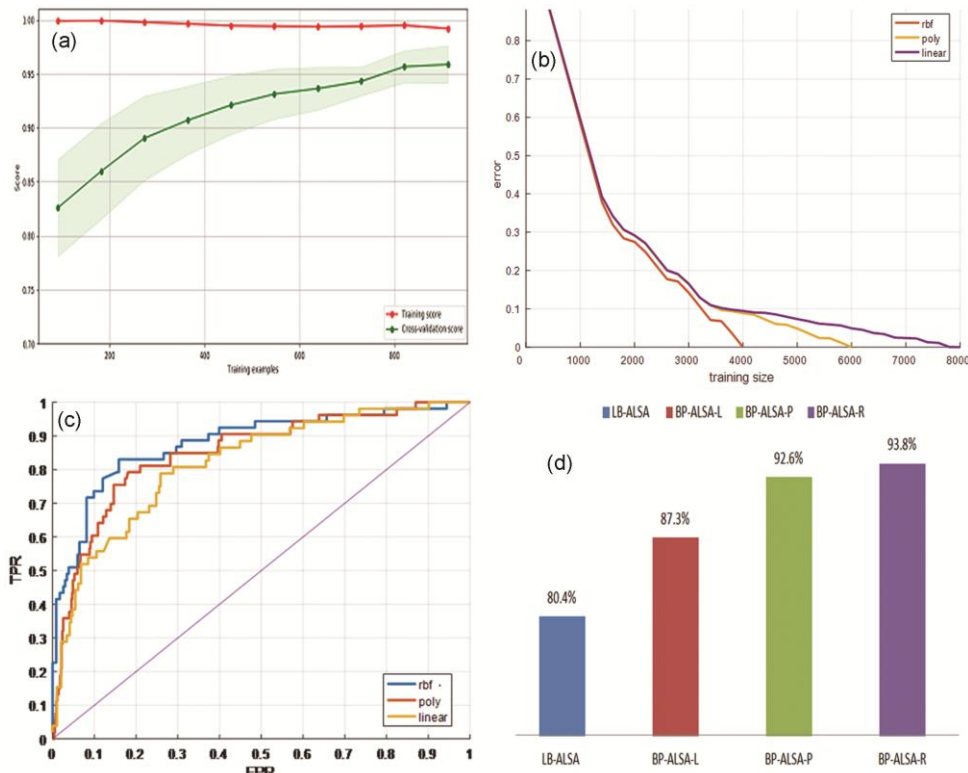 (a)
1.00
0.95
0.90
0.85
0.80
0.75
0.70
Score
200
400
600
800
Training examples
Training score
Cross-validation score
(b)
0.8
0.7
0.6
0.5
0.4
0.3
0.2
0.1
0
error
0
1000
2000
3000
4000
5000
6000
7000
8000
training size
rbf
poly
linear
(c)
1
0.9
0.8
0.7
0.6
0.5
0.4
0.3
0.2
0.1
0
TPR
0
0.1
0.2
0.3
0.4
0.5
0.6
0.7
0.8
0.9
1
FPR
rbf
poly
linear
LB-ALSA BP-ALSA-L BP-ALSA-P BP-ALSA-R
(d)
80.4%
87.3%
92.6%
93.8%
LB-ALSA
BP-ALSA-L
BP-ALSA-P
BP-ALSA-R